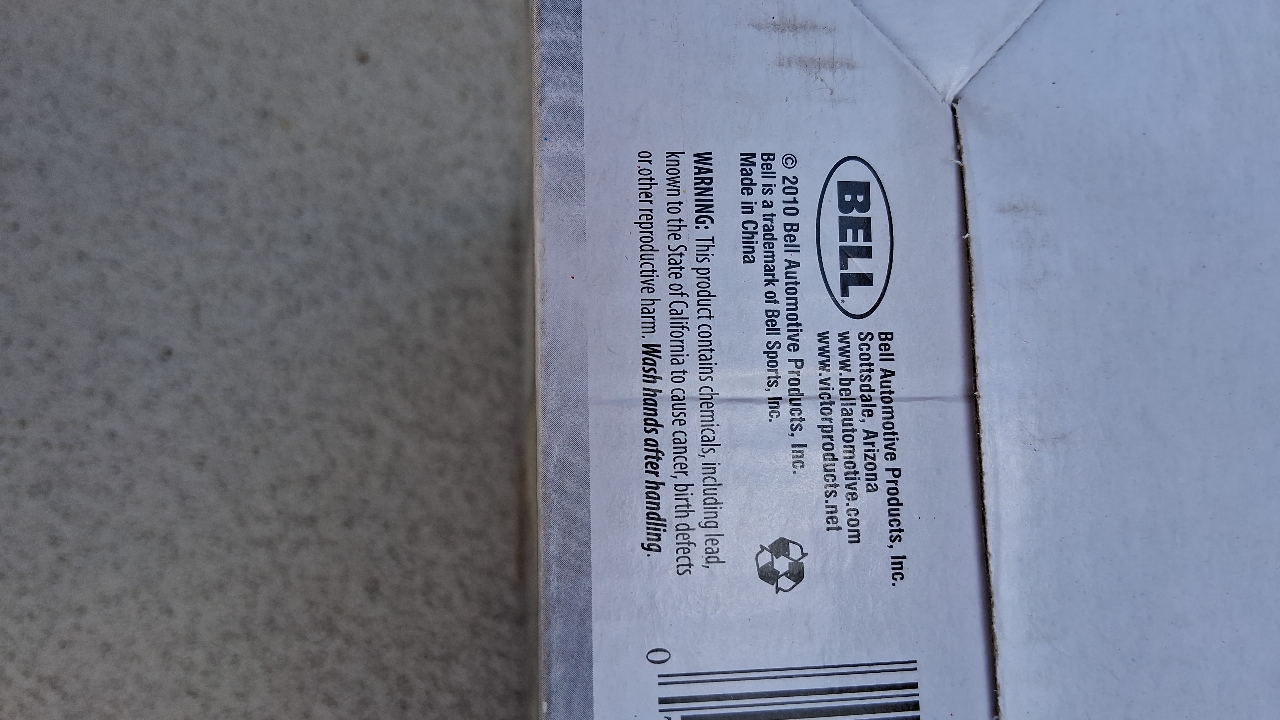 BELL
Bell Automotive Products, Inc.
Scottsdale, Arizona
www.bellautomotive.com
www.victorproducts.net
© 2010 Bell Automotive Products, Inc.
Bell is a trademark of Bell Sports, Inc.
Made in China
WARNING: This product contains chemicals, including lead,
known to the State of California to cause cancer, birth defects
or other reproductive harm. Wash hands after handling.
0